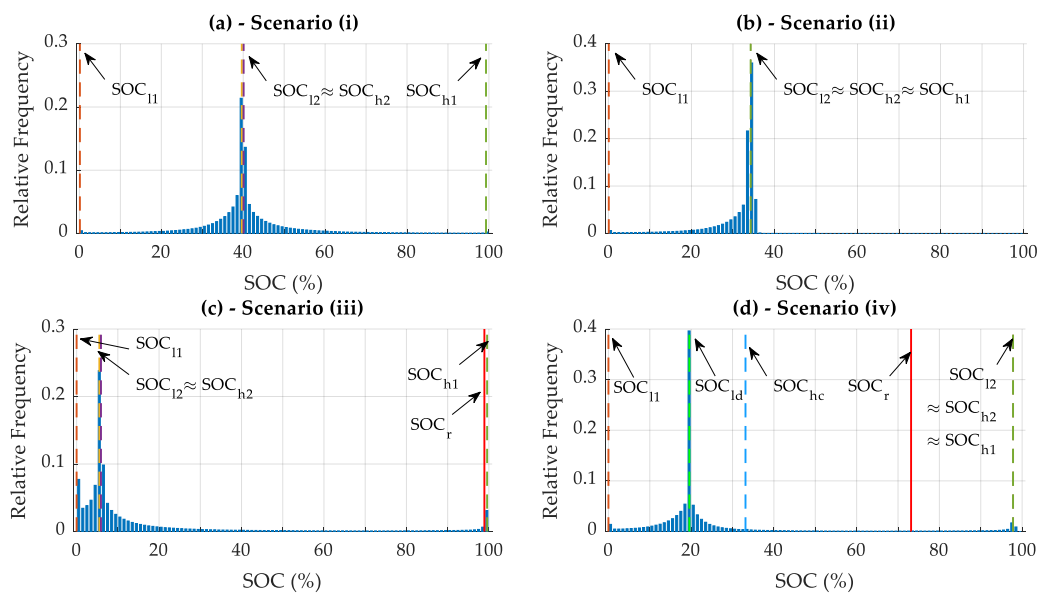 (a) - Scenario (i)
Relative Frequency
0.3
0.2
0.1
0
SOC_l1
SOC_l2 ≈ SOC_h2
SOC_h1
0 20 40 60 80 100
SOC (%)
(b) - Scenario (ii)
Relative Frequency
0.4
0.3
0.2
0.1
0
SOC_l1
SOC_l2 ≈ SOC_h2 ≈ SOC_h1
0 20 40 60 80 100
SOC (%)
(c) - Scenario (iii)
Relative Frequency
0.3
0.2
0.1
0
SOC_l1
SOC_l2 ≈ SOC_h2
SOC_h1
SOC_r
0 20 40 60 80 100
SOC (%)
(d) - Scenario (iv)
Relative Frequency
0.4
0.3
0.2
0.1
0
SOC_l1
SOC_ld
SOC_hc
SOC_r
SOC_l2
≈ SOC_h2
≈ SOC_h1
0 20 40 60 80 100
SOC (%)